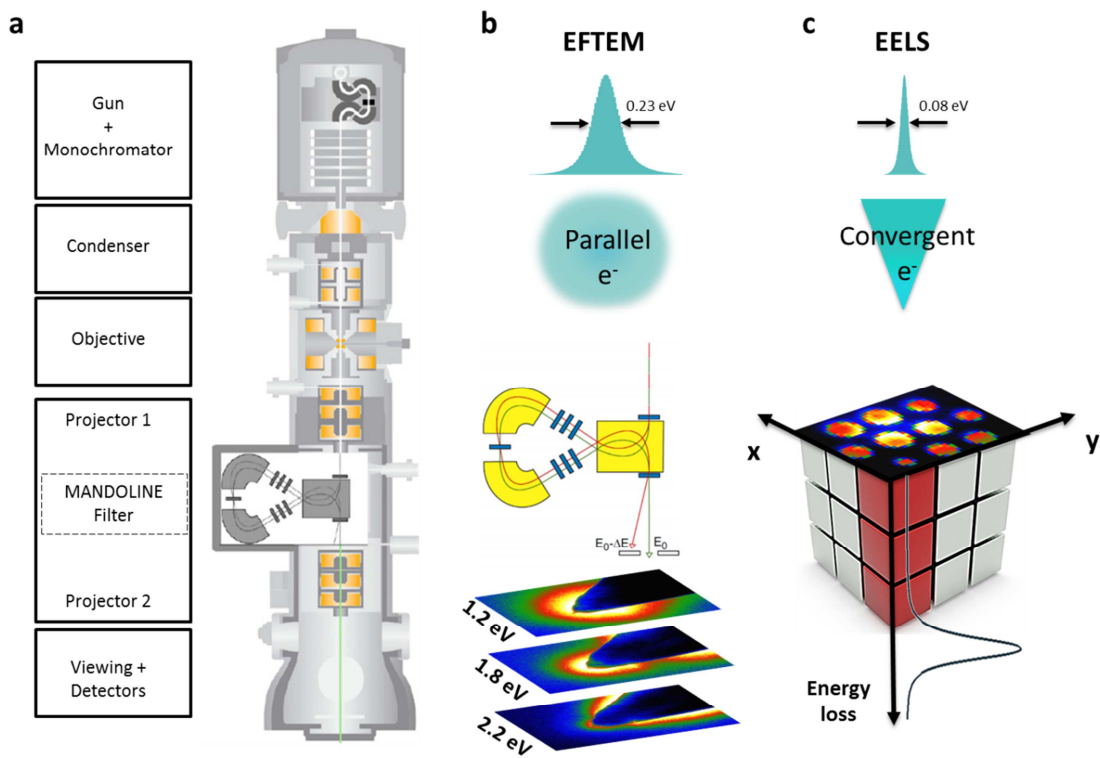 a
Gun
+
Monochromator
Condenser
Objective
Projector 1
MANDOLINE
Filter
Projector 2
Viewing +
Detectors
b
EFTEM
0.23 eV
Parallel
e⁻
E₀-ΔE
E₀
1.2 eV
1.8 eV
2.2 eV
c
EELS
0.08 eV
Convergent
e⁻
x
y
Energy
loss